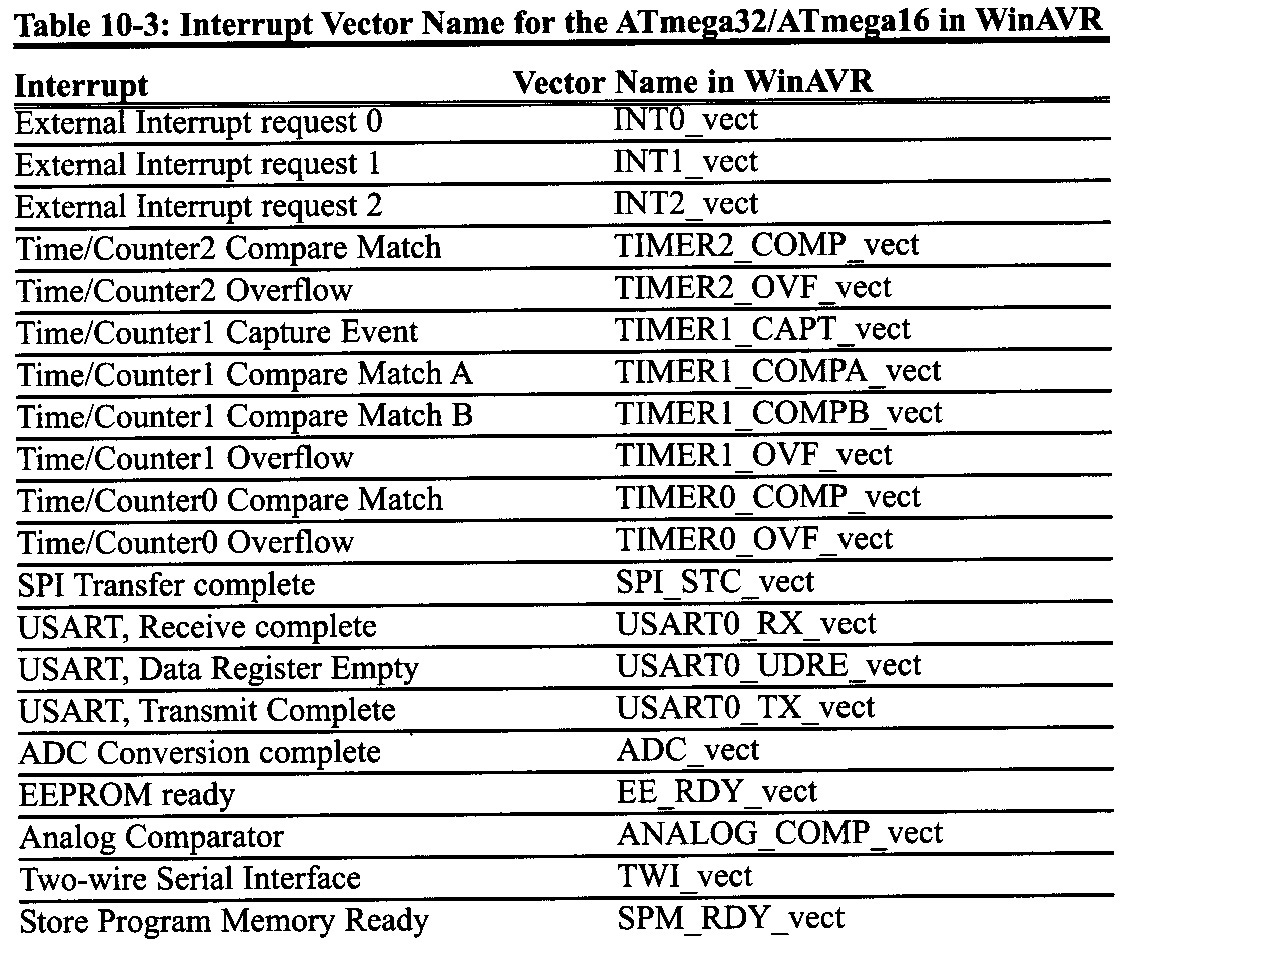 Table 10-3: Interrupt Vector Name for the ATmega32/ATmega16 in WinAVR
Interrupt Vector Name in WinAVR
External Interrupt request 0 INT0_vect
External Interrupt request 1 INT1_vect
External Interrupt request 2 INT2_vect
Time/Counter2 Compare Match TIMER2_COMP_vect
Time/Counter2 Overflow TIMER2_OVF_vect
Time/Counter1 Capture Event TIMER1_CAPT_vect
Time/Counter1 Compare Match A TIMER1_COMPA_vect
Time/Counter1 Compare Match B TIMER1_COMPB_vect
Time/Counter1 Overflow TIMER1_OVF_vect
Time/Counter0 Compare Match TIMER0_COMP_vect
Time/Counter0 Overflow TIMER0_OVF_vect
SPI Transfer complete SPI_STC_vect
USART, Receive complete USART0_RX_vect
USART, Data Register Empty USART0_UDRE_vect
USART, Transmit Complete USART0_TX_vect
ADC Conversion complete ADC_vect
EEPROM ready EE_RDY_vect
Analog Comparator ANALOG_COMP_vect
Two-wire Serial Interface TWI_vect
Store Program Memory Ready SPM_RDY_vect